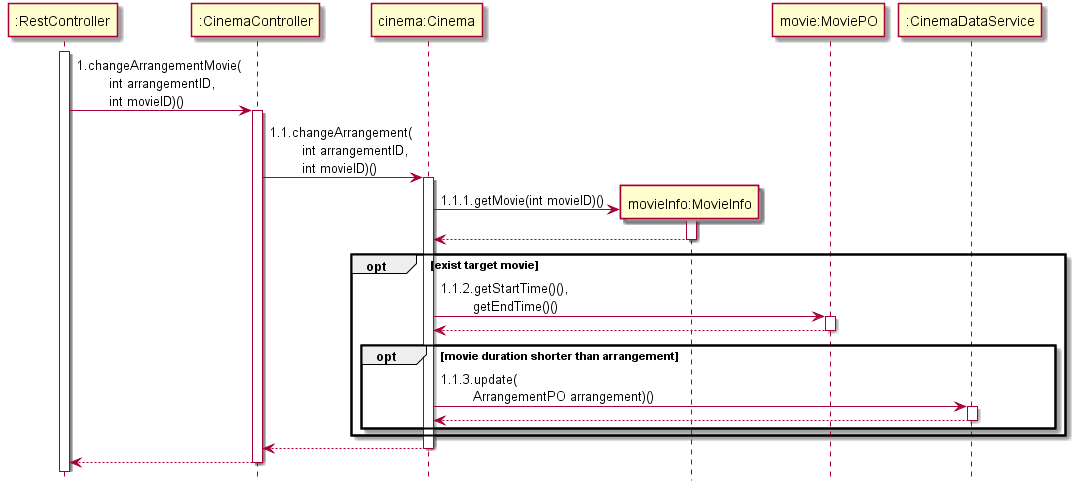 :RestController
:CinemaController
cinema:Cinema
movie:MoviePO
:CinemaDataService
1.changeArrangementMovie(
int arrangementID,
int movieID)()
1.1.changeArrangement(
int arrangementID,
int movieID)()
1.1.1.getMovie(int movieID)()
movieInfo:MovieInfo
opt
[exist target movie]
1.1.2.getStartTime()(),
getEndTime()()
opt
[movie duration shorter than arrangement]
1.1.3.update(
ArrangementPO arrangement)()